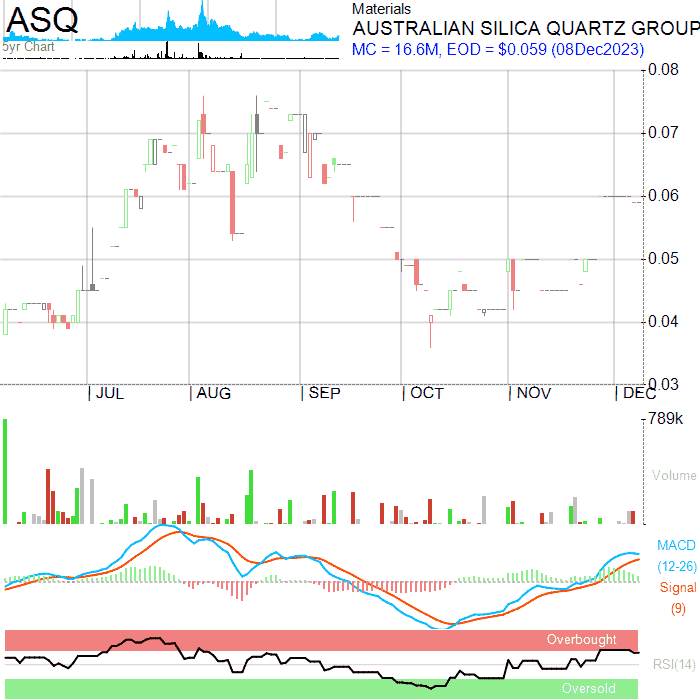 ASQ
5yr Chart
Materials
AUSTRALIAN SILICA QUARTZ GROUP
MC = 16.6M, EOD = $0.059 (08Dec2023)
0.08
0.07
0.06
0.05
0.04
0.03
JUL AUG SEP OCT NOV DEC
789k
Volume
MACD
(12-26)
Signal
(9)
Overbought
RSI(14)
Oversold